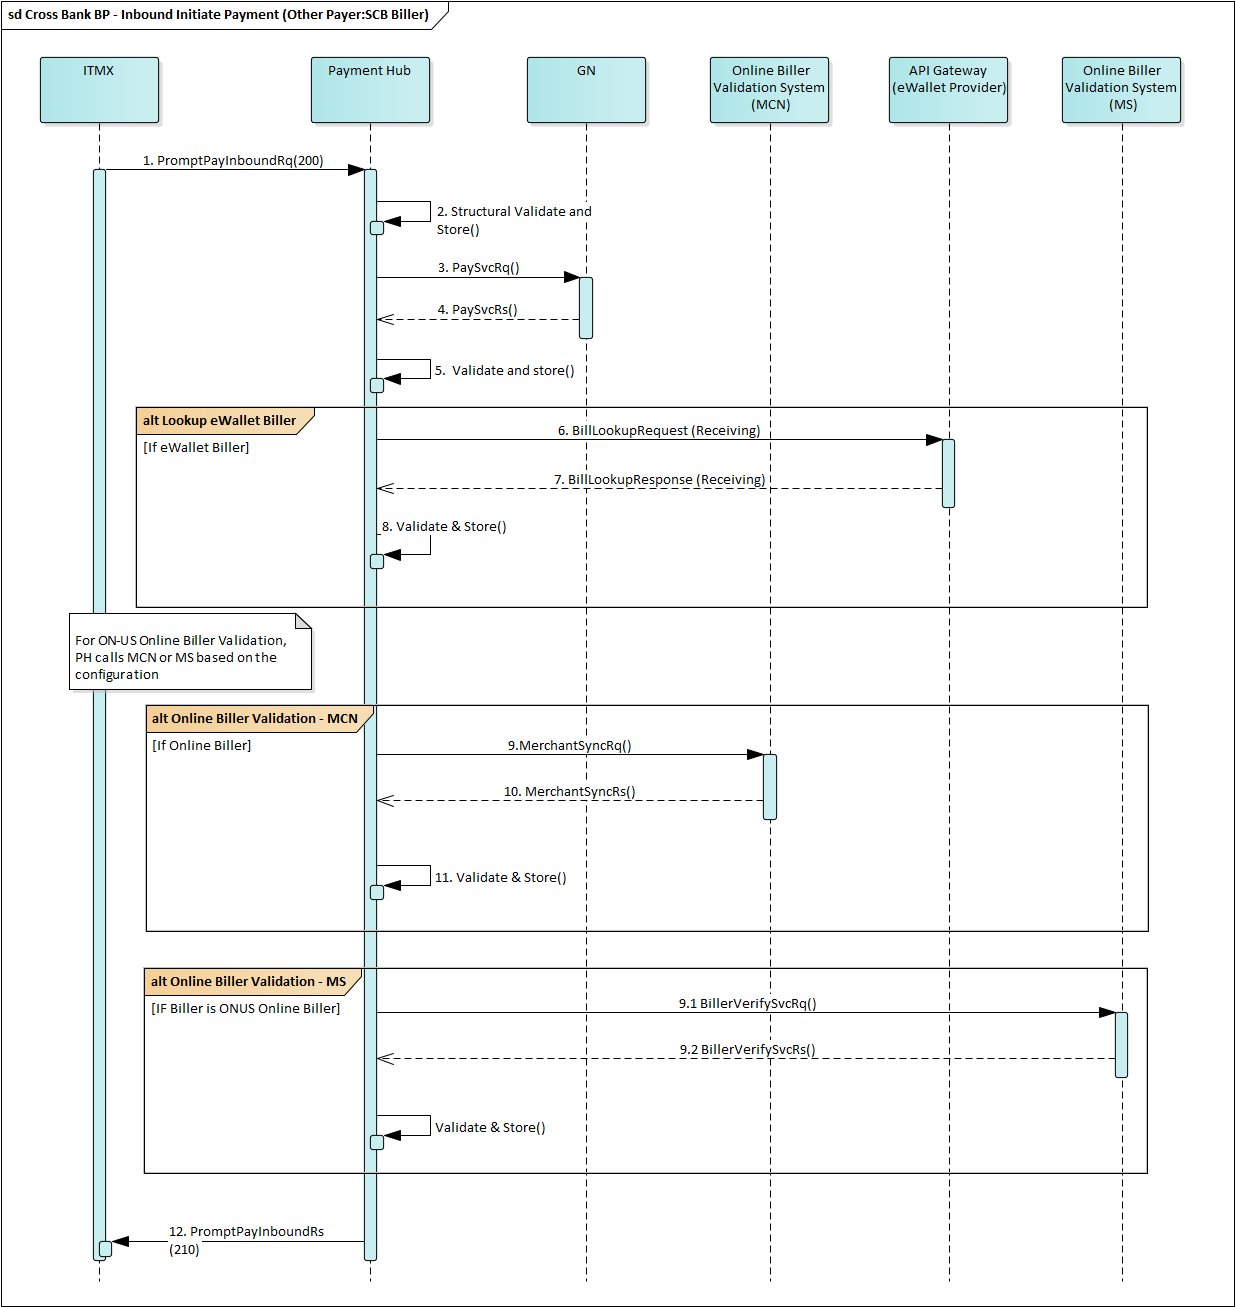 sd Cross Bank BP - Inbound Initiate Payment (Other Payer:SCB Biller)
ITMX
Payment Hub
GN
Online Biller
Validation System
(MCN)
API Gateway
(eWallet Provider)
Online Biller
Validation System
(MS)
1. PromptPayInboundRq(200)
2. Structural Validate and
Store()
3. PaySvcRq()
4. PaySvcRs()
5.  Validate and store()
alt Lookup eWallet Biller
[If eWallet Biller]
6. BillLookupRequest (Receiving)
7. BillLookupResponse (Receiving)
8. Validate & Store()
For ON-US Online Biller Validation,
PH calls MCN or MS based on the
configuration
alt Online Biller Validation - MCN
[If Online Biller]
9.MerchantSyncRq()
10. MerchantSyncRs()
11. Validate & Store()
alt Online Biller Validation - MS
[IF Biller is ONUS Online Biller]
9.1 BillerVerifySvcRq()
9.2 BillerVerifySvcRs()
Validate & Store()
12. PromptPayInboundRs
(210)